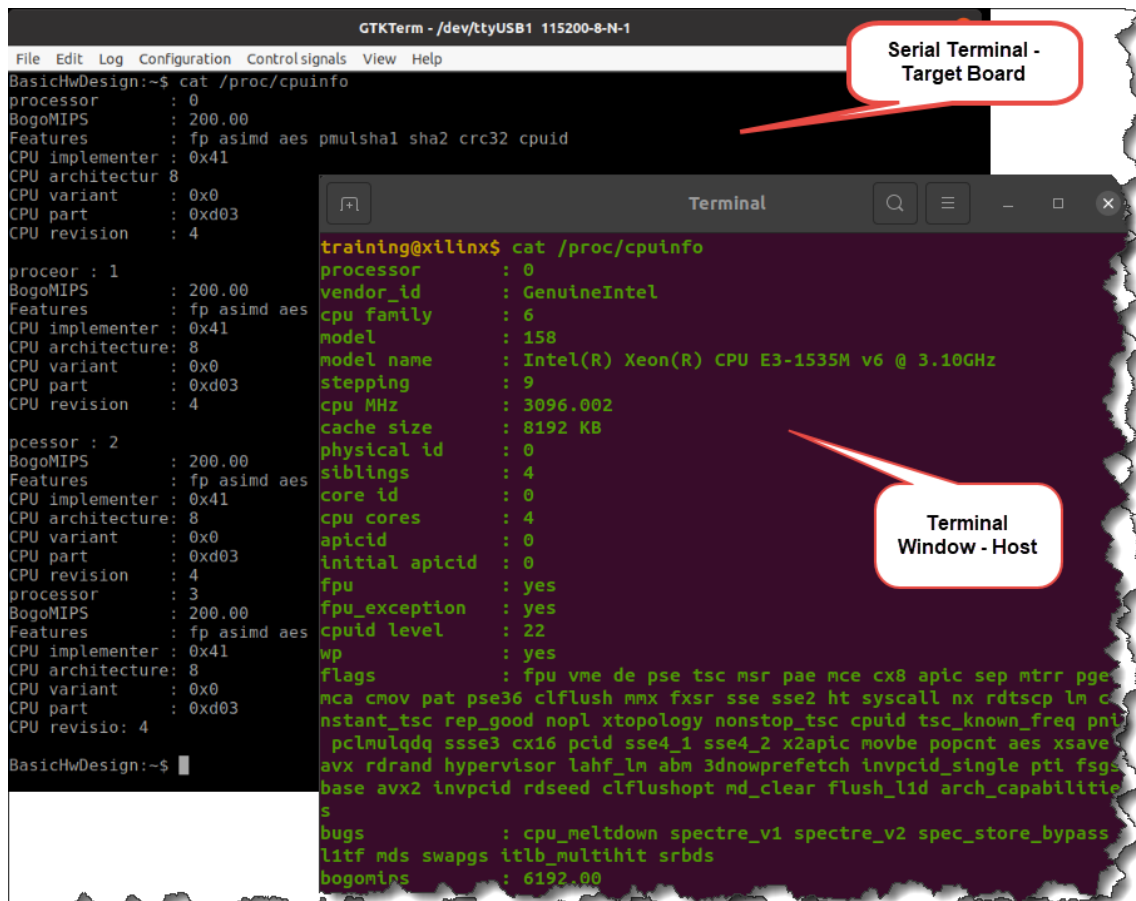 GTKTerm - /dev/ttyUSB1 115200-8-N-1
File Edit Log Configuration Control signals View Help
BasicHwDesign:~$ cat /proc/cpuinfo
processor : 0
BogoMIPS : 200.00
Features : fp asimd aes pmulsha1 sha2 crc32 cpuid
CPU implementer : 0x41
CPU architectur 8
CPU variant : 0x0
CPU part : 0xd03
CPU revision : 4
proceor : 1
BogoMIPS : 200.00
Features : fp asimd aes
CPU implementer : 0x41
CPU architecture: 8
CPU variant : 0x0
CPU part : 0xd03
CPU revision : 4
pcessor : 2
BogoMIPS : 200.00
Features : fp asimd aes
CPU implementer : 0x41
CPU architecture: 8
CPU variant : 0x0
CPU part : 0xd03
CPU revision : 4
processor : 3
BogoMIPS : 200.00
Features : fp asimd aes
CPU implementer : 0x41
CPU architecture: 8
CPU variant : 0x0
CPU part : 0xd03
CPU revisio: 4
BasicHwDesign:~$
Serial Terminal -
Target Board
Terminal
training@xilinx$ cat /proc/cpuinfo
processor : 0
vendor_id : GenuineIntel
cpu family : 6
model : 158
model name : Intel(R) Xeon(R) CPU E3-1535M v6 @ 3.10GHz
stepping : 9
cpu MHz : 3096.002
cache size : 8192 KB
physical id : 0
siblings : 4
core id : 0
cpu cores : 4
apicid : 0
initial apicid : 0
fpu : yes
fpu_exception : yes
cpuid level : 22
wp : yes
flags : fpu vme de pse tsc msr pae mce cx8 apic sep mtrr pge
mca cmov pat pse36 clflush mmx fxsr sse sse2 ht syscall nx rdtscp lm c
nstant_tsc rep_good nopl xtopology nonstop_tsc cpuid tsc_known_freq pni
pclmulqdq ssse3 cx16 pcid sse4_1 sse4_2 x2apic movbe popcnt aes xsave
avx rdrand hypervisor lahf_lm abm 3dnowprefetch invpcid_single pti fsgs
base avx2 invpcid rdseed clflushopt md_clear flush_l1d arch_capabilitie
s
bugs : cpu_meltdown spectre_v1 spectre_v2 spec_store_bypass
l1tf mds swapgs itlb_multihit srbds
bogomips : 6192.00
Terminal
Window - Host